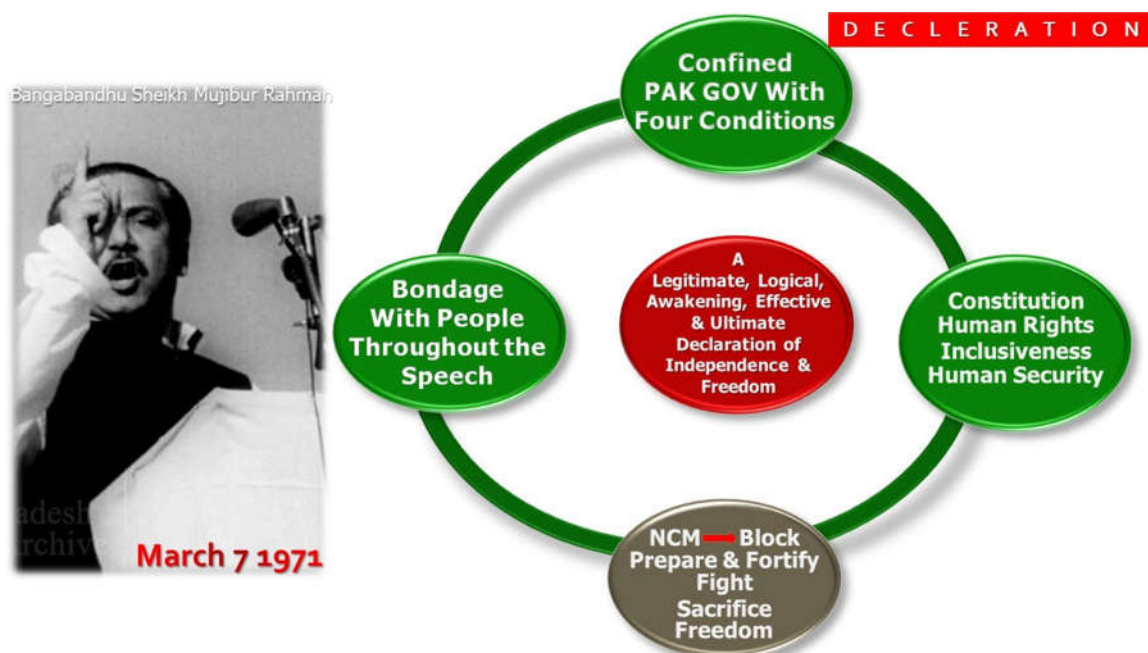 DECLERATION
Bangabandhu Sheikh Mujibur Rahman
March 7 1971
Confined
PAK GOV With
Four Conditions
Bondage
With People
Throughout the
Speech
A
Legitimate, Logical,
Awakening, Effective
& Ultimate
Declaration of
Independence &
Freedom
Constitution
Human Rights
Inclusiveness
Human Security
NCM Block
Prepare & Fortify
Fight
Sacrifice
Freedom